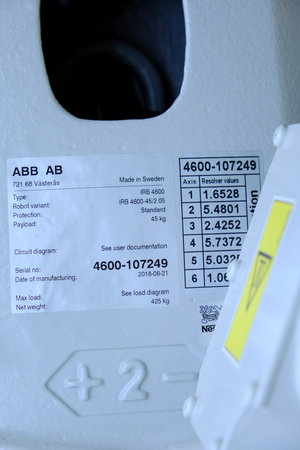 ABB AB
721 68 Västerås Made in Sweden
Type: IRB 4600
Robot variant: IRB 4600-45/2.05
Protection: Standard
Payload: 45 kg
Circuit diagram: See user documentation
Serial no: 4600-107249
Date of manufacturing: 2018-06-21
Max load: See load diagram
Net weight: 425 kg
4600-107249
Axis Resolver values
1 1.6528
2 5.4801
3 2.4252
4 5.7372
5
6
+ 2 -